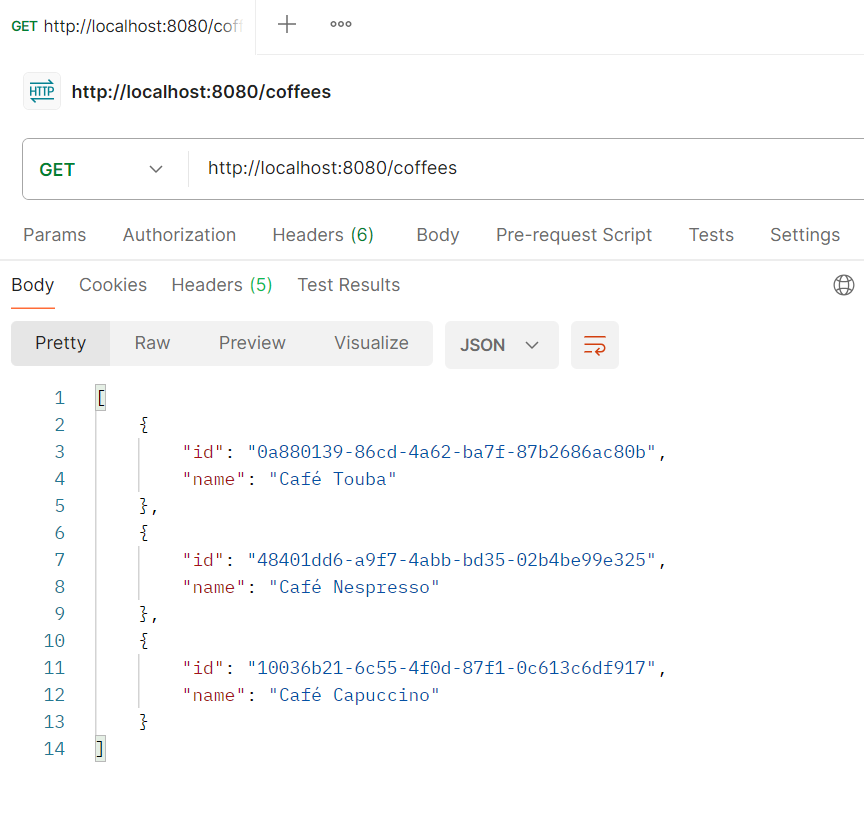 GET http://localhost:8080/coff
HTTP http://localhost:8080/coffees
GET http://localhost:8080/coffees
Params Authorization Headers (6) Body Pre-request Script Tests Settings
Body Cookies Headers (5) Test Results
Pretty Raw Preview Visualize JSON
1 [
2 {
3 "id": "0a880139-86cd-4a62-ba7f-87b2686ac80b",
4 "name": "Café Touba"
5 },
6 {
7 "id": "48401dd6-a9f7-4abb-bd35-02b4be99e325",
8 "name": "Café Nespresso"
9 },
10 {
11 "id": "10036b21-6c55-4f0d-87f1-0c613c6df917",
12 "name": "Café Capuccino"
13 }
14 ]